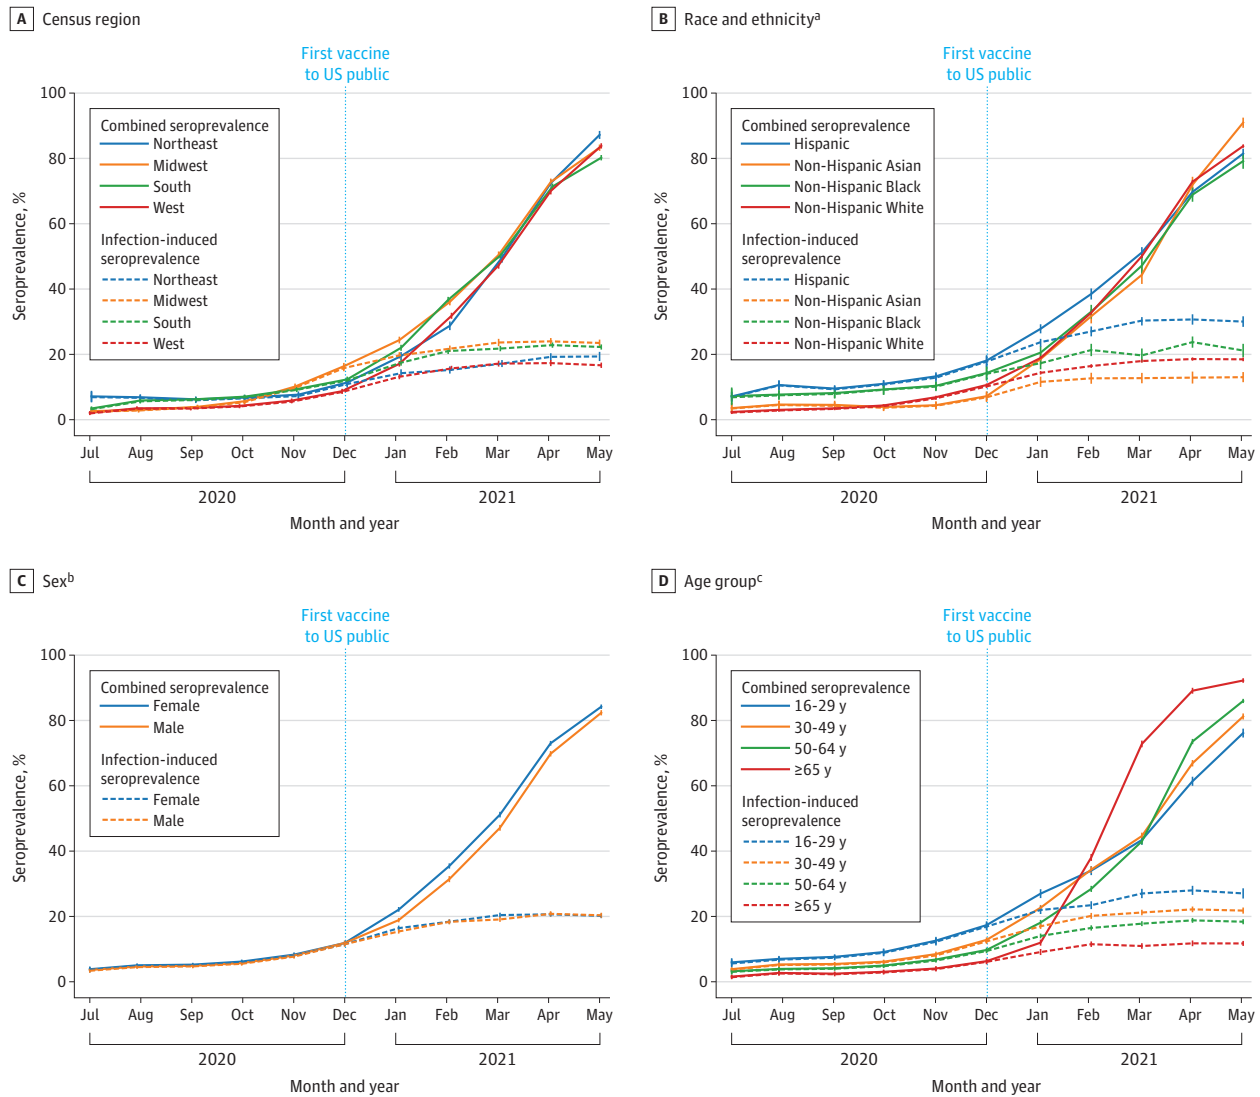 A Census region
First vaccine
to US public
100
80
60
40
20
0
Seroprevalence, %
Combined seroprevalence
Northeast
Midwest
South
West
Infection-induced
seroprevalence
Northeast
Midwest
South
West
Jul Aug Sep Oct Nov Dec Jan Feb Mar Apr May
2020 2021
Month and year
B Race and ethnicityᵃ
First vaccine
to US public
100
80
60
40
20
0
Seroprevalence, %
Combined seroprevalence
Hispanic
Non-Hispanic Asian
Non-Hispanic Black
Non-Hispanic White
Infection-induced
seroprevalence
Hispanic
Non-Hispanic Asian
Non-Hispanic Black
Non-Hispanic White
Jul Aug Sep Oct Nov Dec Jan Feb Mar Apr May
2020 2021
Month and year
C Sexᵇ
First vaccine
to US public
100
80
60
40
20
0
Seroprevalence, %
Combined seroprevalence
Female
Male
Infection-induced
seroprevalence
Female
Male
Jul Aug Sep Oct Nov Dec Jan Feb Mar Apr May
2020 2021
Month and year
D Age groupᶜ
First vaccine
to US public
100
80
60
40
20
0
Seroprevalence, %
Combined seroprevalence
16-29 y
30-49 y
50-64 y
≥65 y
Infection-induced
seroprevalence
16-29 y
30-49 y
50-64 y
≥65 y
Jul Aug Sep Oct Nov Dec Jan Feb Mar Apr May
2020 2021
Month and year